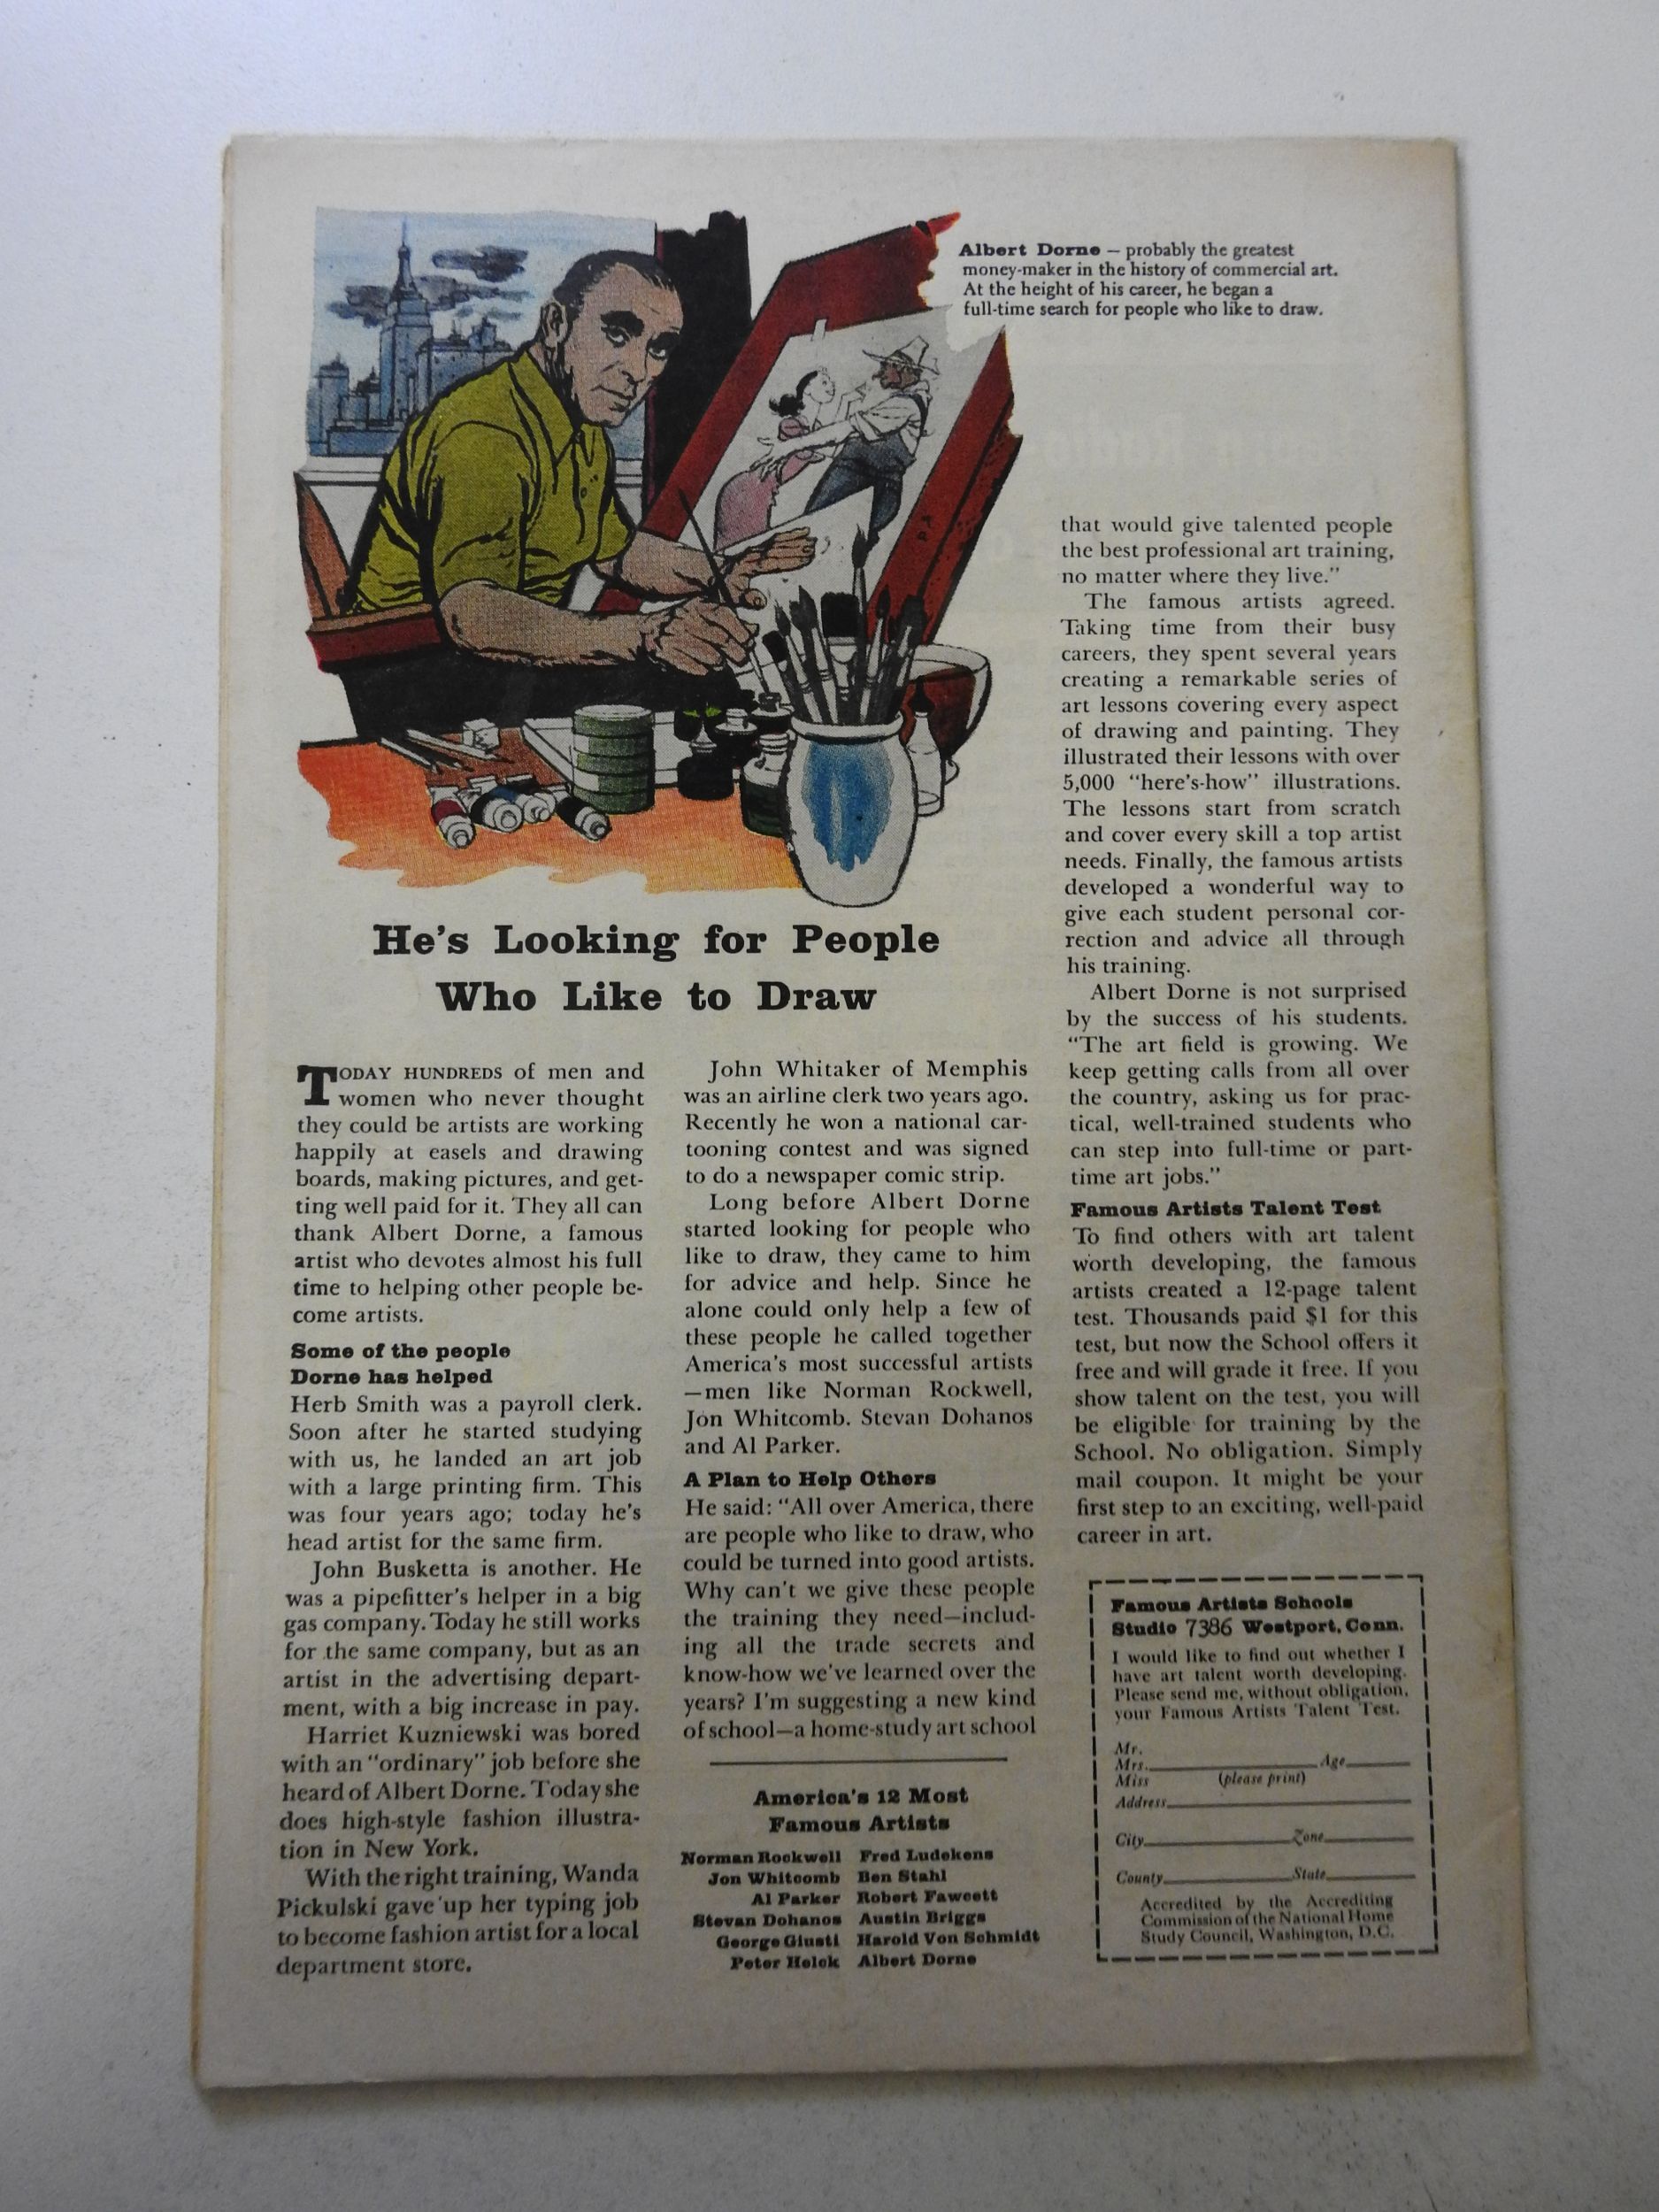 Albert Dorne — probably the greatest
money-maker in the history of commercial art.
At the height of his career, he began a
full-time search for people who like to draw.
He's Looking for People
Who Like to Draw
TODAY HUNDREDS of men and
women who never thought
they could be artists are working
happily at easels and drawing
boards, making pictures, and get-
ting well paid for it. They all can
thank Albert Dorne, a famous
artist who devotes almost his full
time to helping other people be-
come artists.
Some of the people
Dorne has helped
Herb Smith was a payroll clerk.
Soon after he started studying
with us, he landed an art job
with a large printing firm. This
was four years ago; today he's
head artist for the same firm.
John Busketta is another. He
was a pipefitter's helper in a big
gas company. Today he still works
for the same company, but as an
artist in the advertising depart-
ment, with a big increase in pay.
Harriet Kuzniewski was bored
with an "ordinary" job before she
heard of Albert Dorne. Today she
does high-style fashion illustra-
tion in New York.
With the right training, Wanda
Pickulski gave up her typing job
to become fashion artist for a local
department store.
John Whitaker of Memphis
was an airline clerk two years ago.
Recently he won a national car-
tooning contest and was signed
to do a newspaper comic strip.
Long before Albert Dorne
started looking for people who
like to draw, they came to him
for advice and help. Since he
alone could only help a few of
these people he called together
America's most successful artists
—men like Norman Rockwell,
Jon Whitcomb. Stevan Dohanos
and Al Parker.
A Plan to Help Others
He said: "All over America, there
are people who like to draw, who
could be turned into good artists.
Why can't we give these people
the training they need—includ-
ing all the trade secrets and
know-how we've learned over the
years? I'm suggesting a new kind
of school—a home-study art school
America's 12 Most
Famous Artists
Norman Rockwell Fred Ludekens
Jon Whitcomb Ben Stahl
Al Parker Robert Fawcett
Stevan Dohanos Austin Briggs
George Giusti Harold Von Schmidt
Peter Helck Albert Dorne
that would give talented people
the best professional art training,
no matter where they live."
The famous artists agreed.
Taking time from their busy
careers, they spent several years
creating a remarkable series of
art lessons covering every aspect
of drawing and painting. They
illustrated their lessons with over
5,000 "here's-how" illustrations.
The lessons start from scratch
and cover every skill a top artist
needs. Finally, the famous artists
developed a wonderful way to
give each student personal cor-
rection and advice all through
his training.
Albert Dorne is not surprised
by the success of his students.
"The art field is growing. We
keep getting calls from all over
the country, asking us for prac-
tical, well-trained students who
can step into full-time or part-
time art jobs."
Famous Artists Talent Test
To find others with art talent
worth developing, the famous
artists created a 12-page talent
test. Thousands paid $1 for this
test, but now the School offers it
free and will grade it free. If you
show talent on the test, you will
be eligible for training by the
School. No obligation. Simply
mail coupon. It might be your
first step to an exciting, well-paid
career in art.
Famous Artists Schools
Studio 7386 Westport, Conn.
I would like to find out whether I
have art talent worth developing.
Please send me, without obligation,
your Famous Artists Talent Test.
Mr.
Mrs. Age
Miss (please print)
Address
City Zone
County State
Accredited by the Accrediting
Commission of the National Home
Study Council, Washington, D.C.